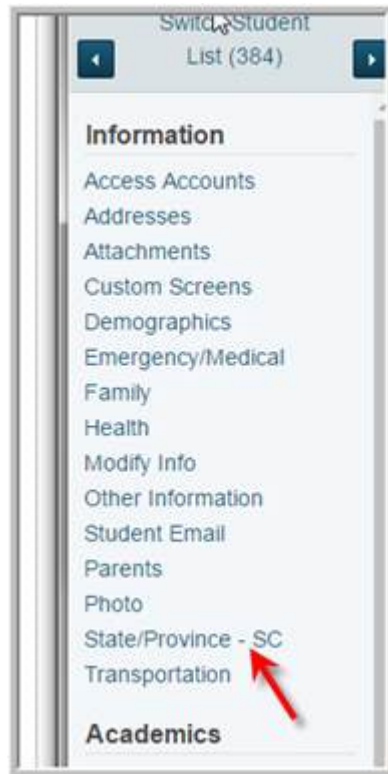 Switch Student
List (384)
Information
Access Accounts
Addresses
Attachments
Custom Screens
Demographics
Emergency/Medical
Family
Health
Modify Info
Other Information
Student Email
Parents
Photo
State/Province - SC
Transportation
Academics